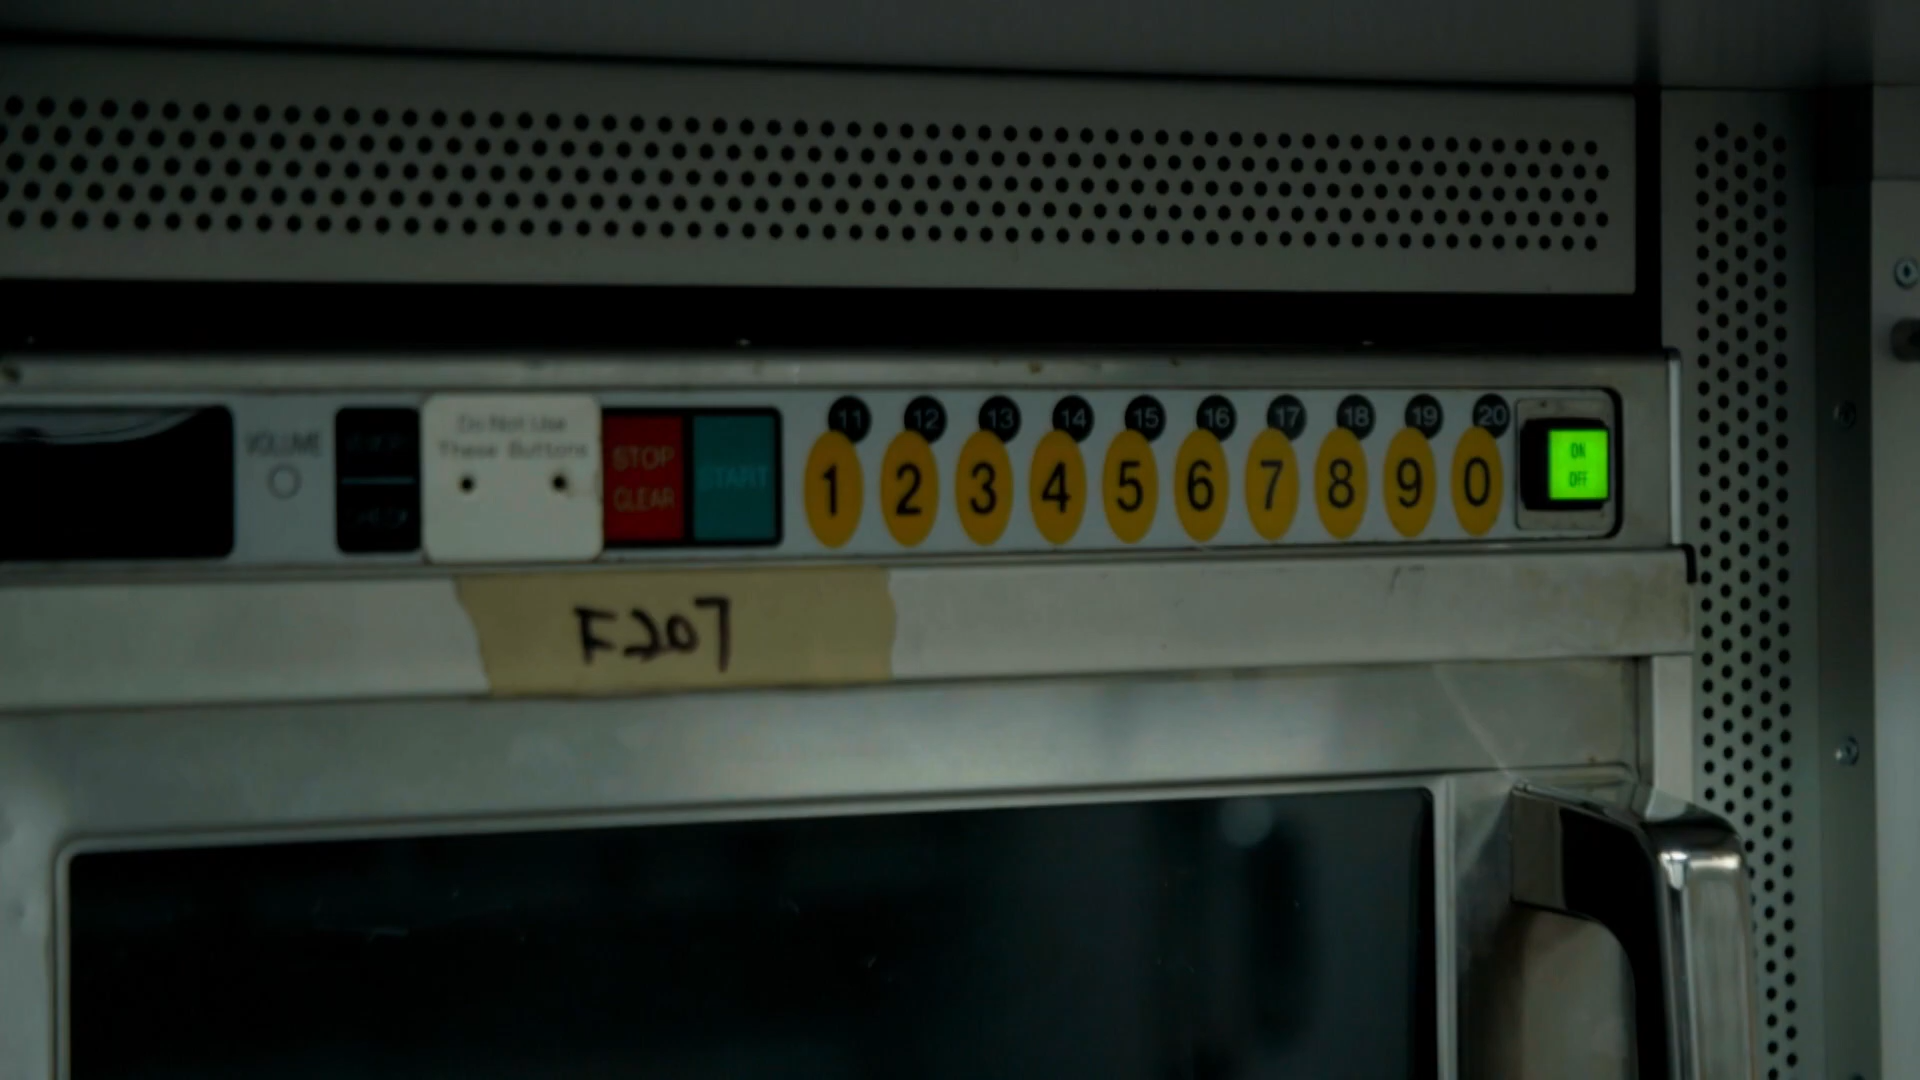 VOLUME
Do Not Use
These Buttons
STOP
CLEAR
START
11 12 13 14 15 16 17 18 19 20
1 2 3 4 5 6 7 8 9 0
ON
OFF
F207